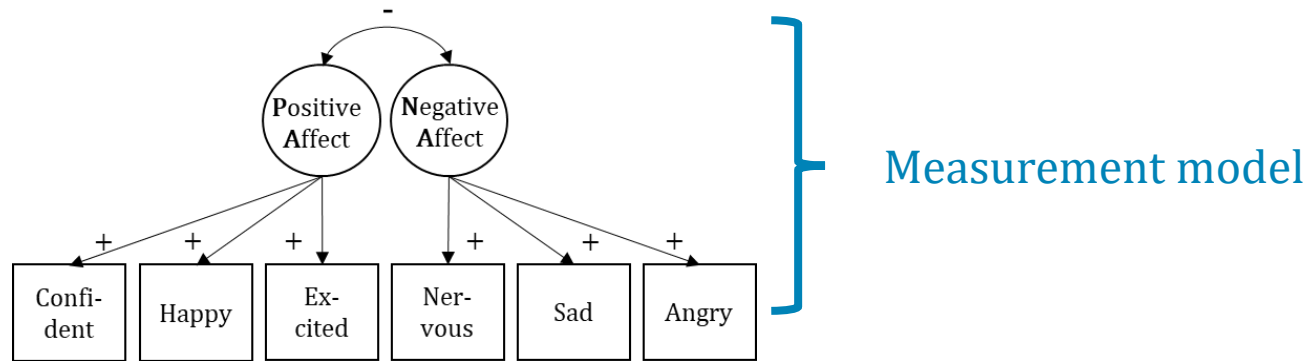 -
Positive
Affect
Negative
Affect
Measurement model
+ + + + + +
Confi-
dent
Happy
Ex-
cited
Ner-
vous
Sad
Angry